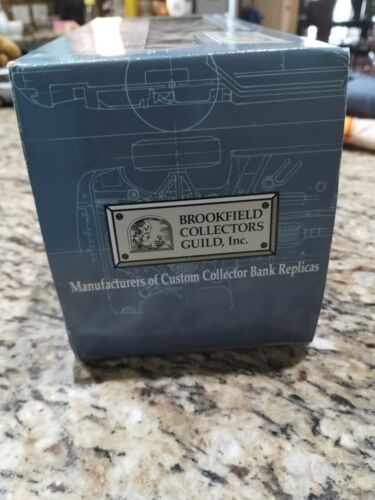 BROOKFIELD
COLLECTORS
GUILD, Inc.
Manufacturers of Custom Collector Bank Replicas